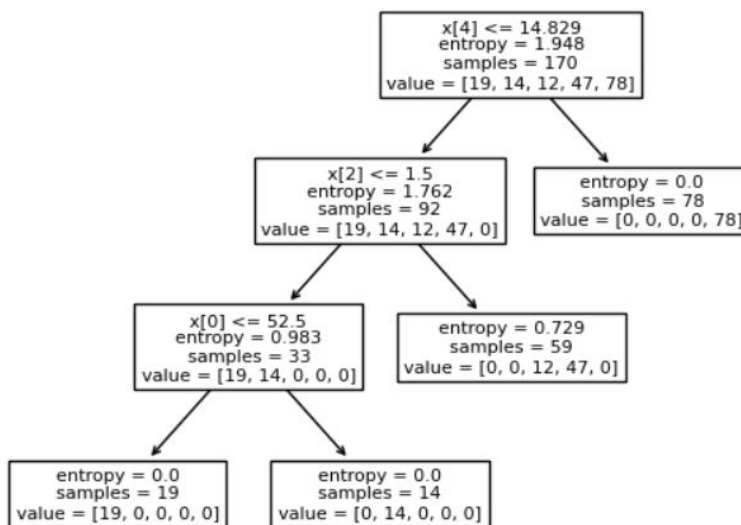 x[4] <= 14.829
entropy = 1.948
samples = 170
value = [19, 14, 12, 47, 78]
x[2] <= 1.5
entropy = 1.762
samples = 92
value = [19, 14, 12, 47, 0]
entropy = 0.0
samples = 78
value = [0, 0, 0, 0, 78]
x[0] <= 52.5
entropy = 0.983
samples = 33
value = [19, 14, 0, 0, 0]
entropy = 0.729
samples = 59
value = [0, 0, 12, 47, 0]
entropy = 0.0
samples = 19
value = [19, 0, 0, 0, 0]
entropy = 0.0
samples = 14
value = [0, 14, 0, 0, 0]